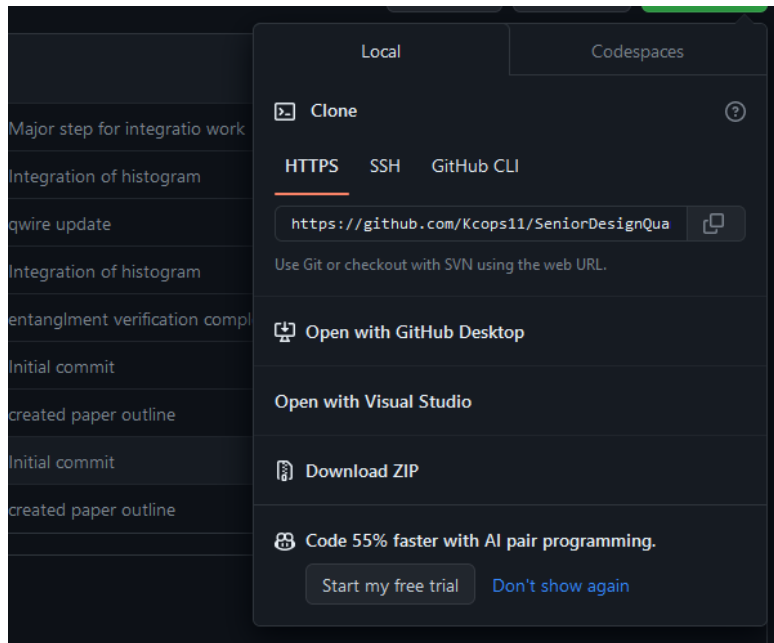 Local Codespaces
Clone
Major step for integratio work
HTTPS SSH GitHub CLI
Integration of histogram
qwire update
https://github.com/Kcops11/SeniorDesignQua
Integration of histogram
Use Git or checkout with SVN using the web URL.
entanglment verification compl
Open with GitHub Desktop
Initial commit
created paper outline
Open with Visual Studio
Initial commit
Download ZIP
created paper outline
Code 55% faster with AI pair programming.
Start my free trial Don't show again